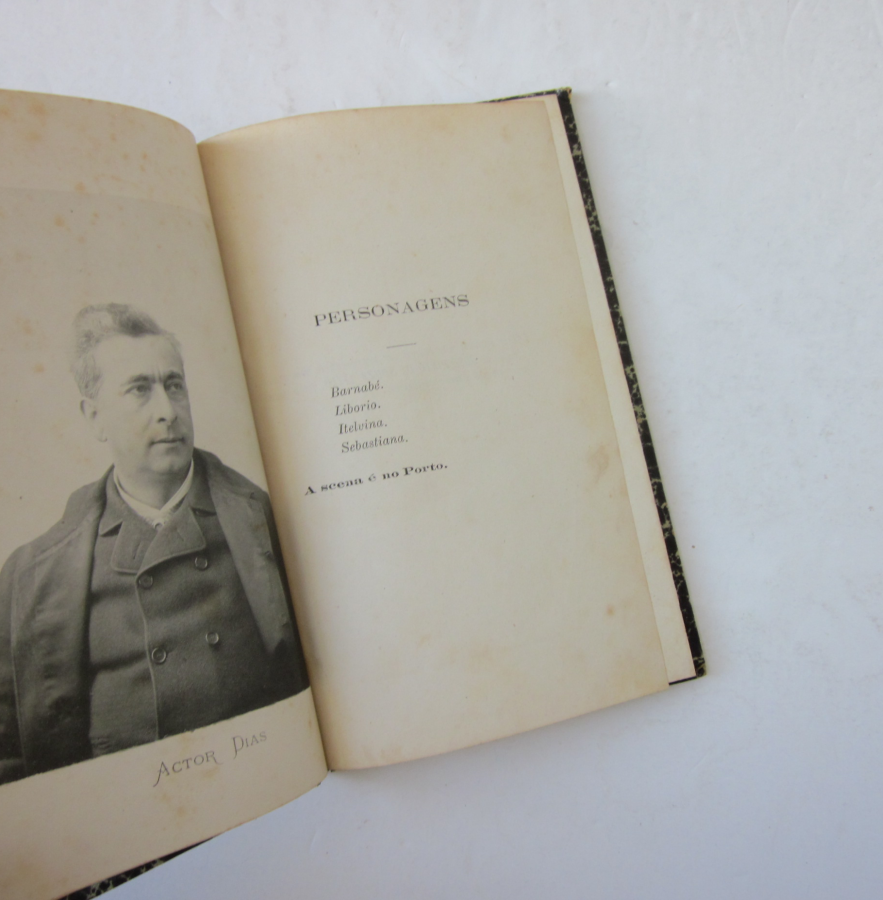 ACTOR DIAS
PERSONAGENS
Barnabé.
Liborio.
Itelvina.
Sebastiana.
A scena é no Porto.